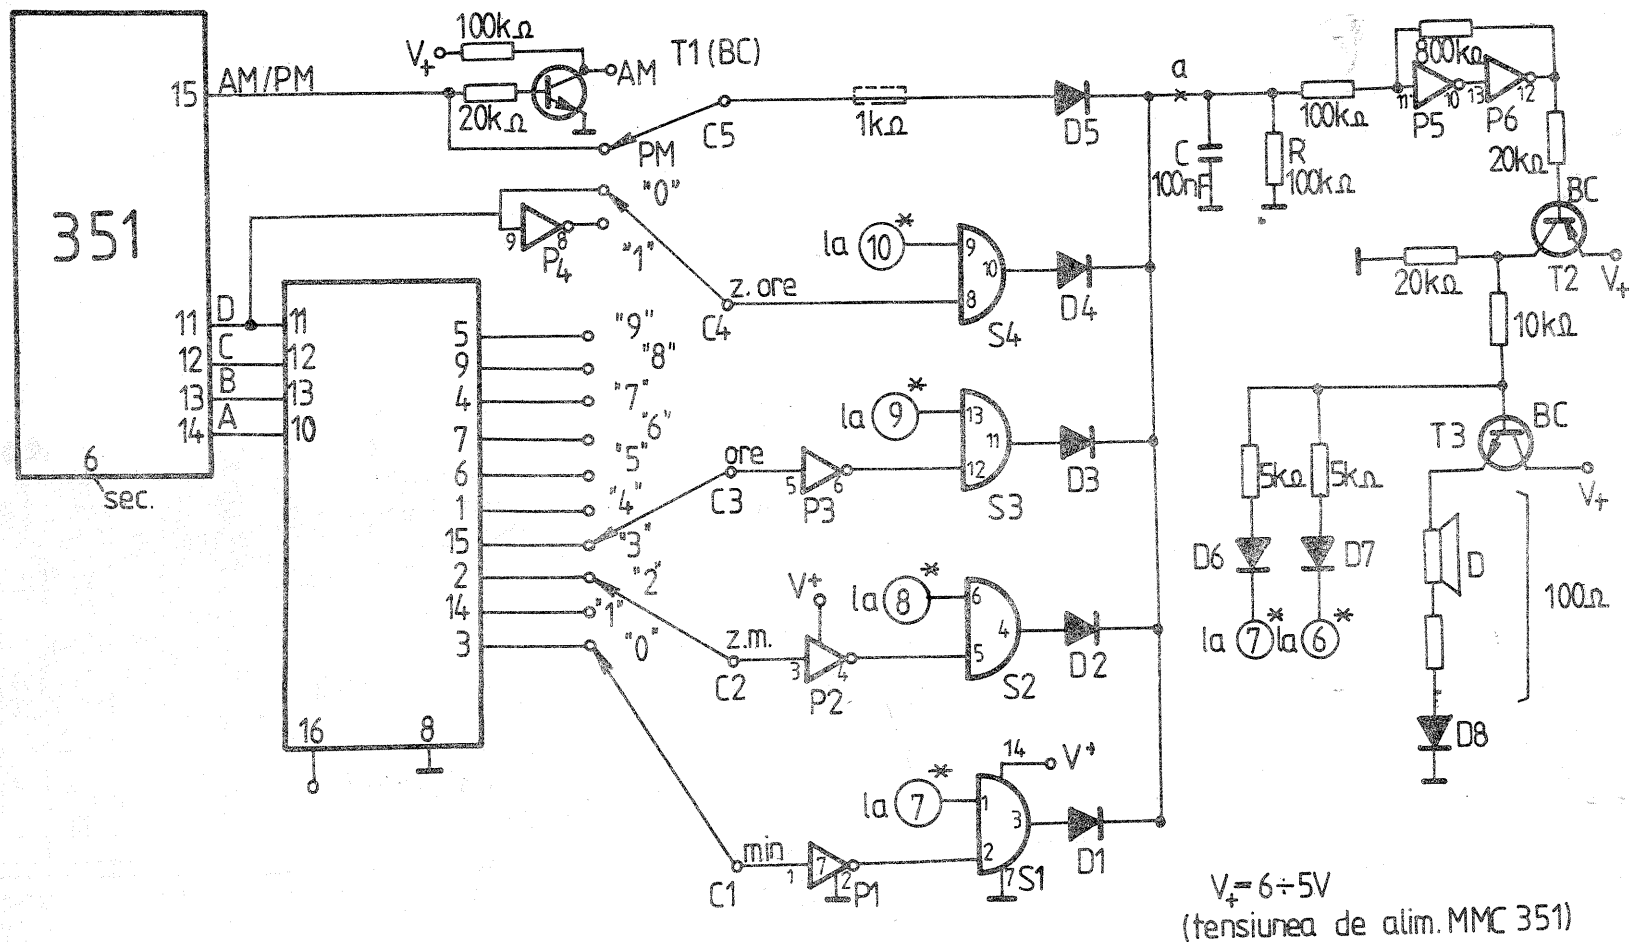 100kΩ
V+
AM
T1 (BC)
15
AM/PM
20kΩ
PM
C5
1kΩ
D5
a
C
100nF
R
100kΩ
100kΩ
800kΩ
11
10
13
12
P5
P6
20kΩ
BC
T2
V+
20kΩ
10kΩ
351
"0"
"1"
9
8
P4
la 10 *
9
8
10
S4
D4
z. ore
C4
11
D
11
12
C
12
13
B
13
14
A
10
6
sec.
5
"9"
9
"8"
4
"7"
7
"6"
6
"5"
1
"4"
15
"3"
2
"2"
14
"1"
3
"0"
16
8
ore
C3
5
6
P3
la 9 *
13
12
11
S3
D3
z.m.
C2
V+
3
4
P2
la 8 *
6
5
4
S2
D2
min
C1
1
7
2
P1
la 7 *
1
2
3
14
V+
7
S1
D1
T3
BC
V+
5kΩ
5kΩ
D6
D7
la 7 *
la 6 *
D
100Ω
D8
V+ = 6÷5V
(tensiunea de alim. MMC 351)